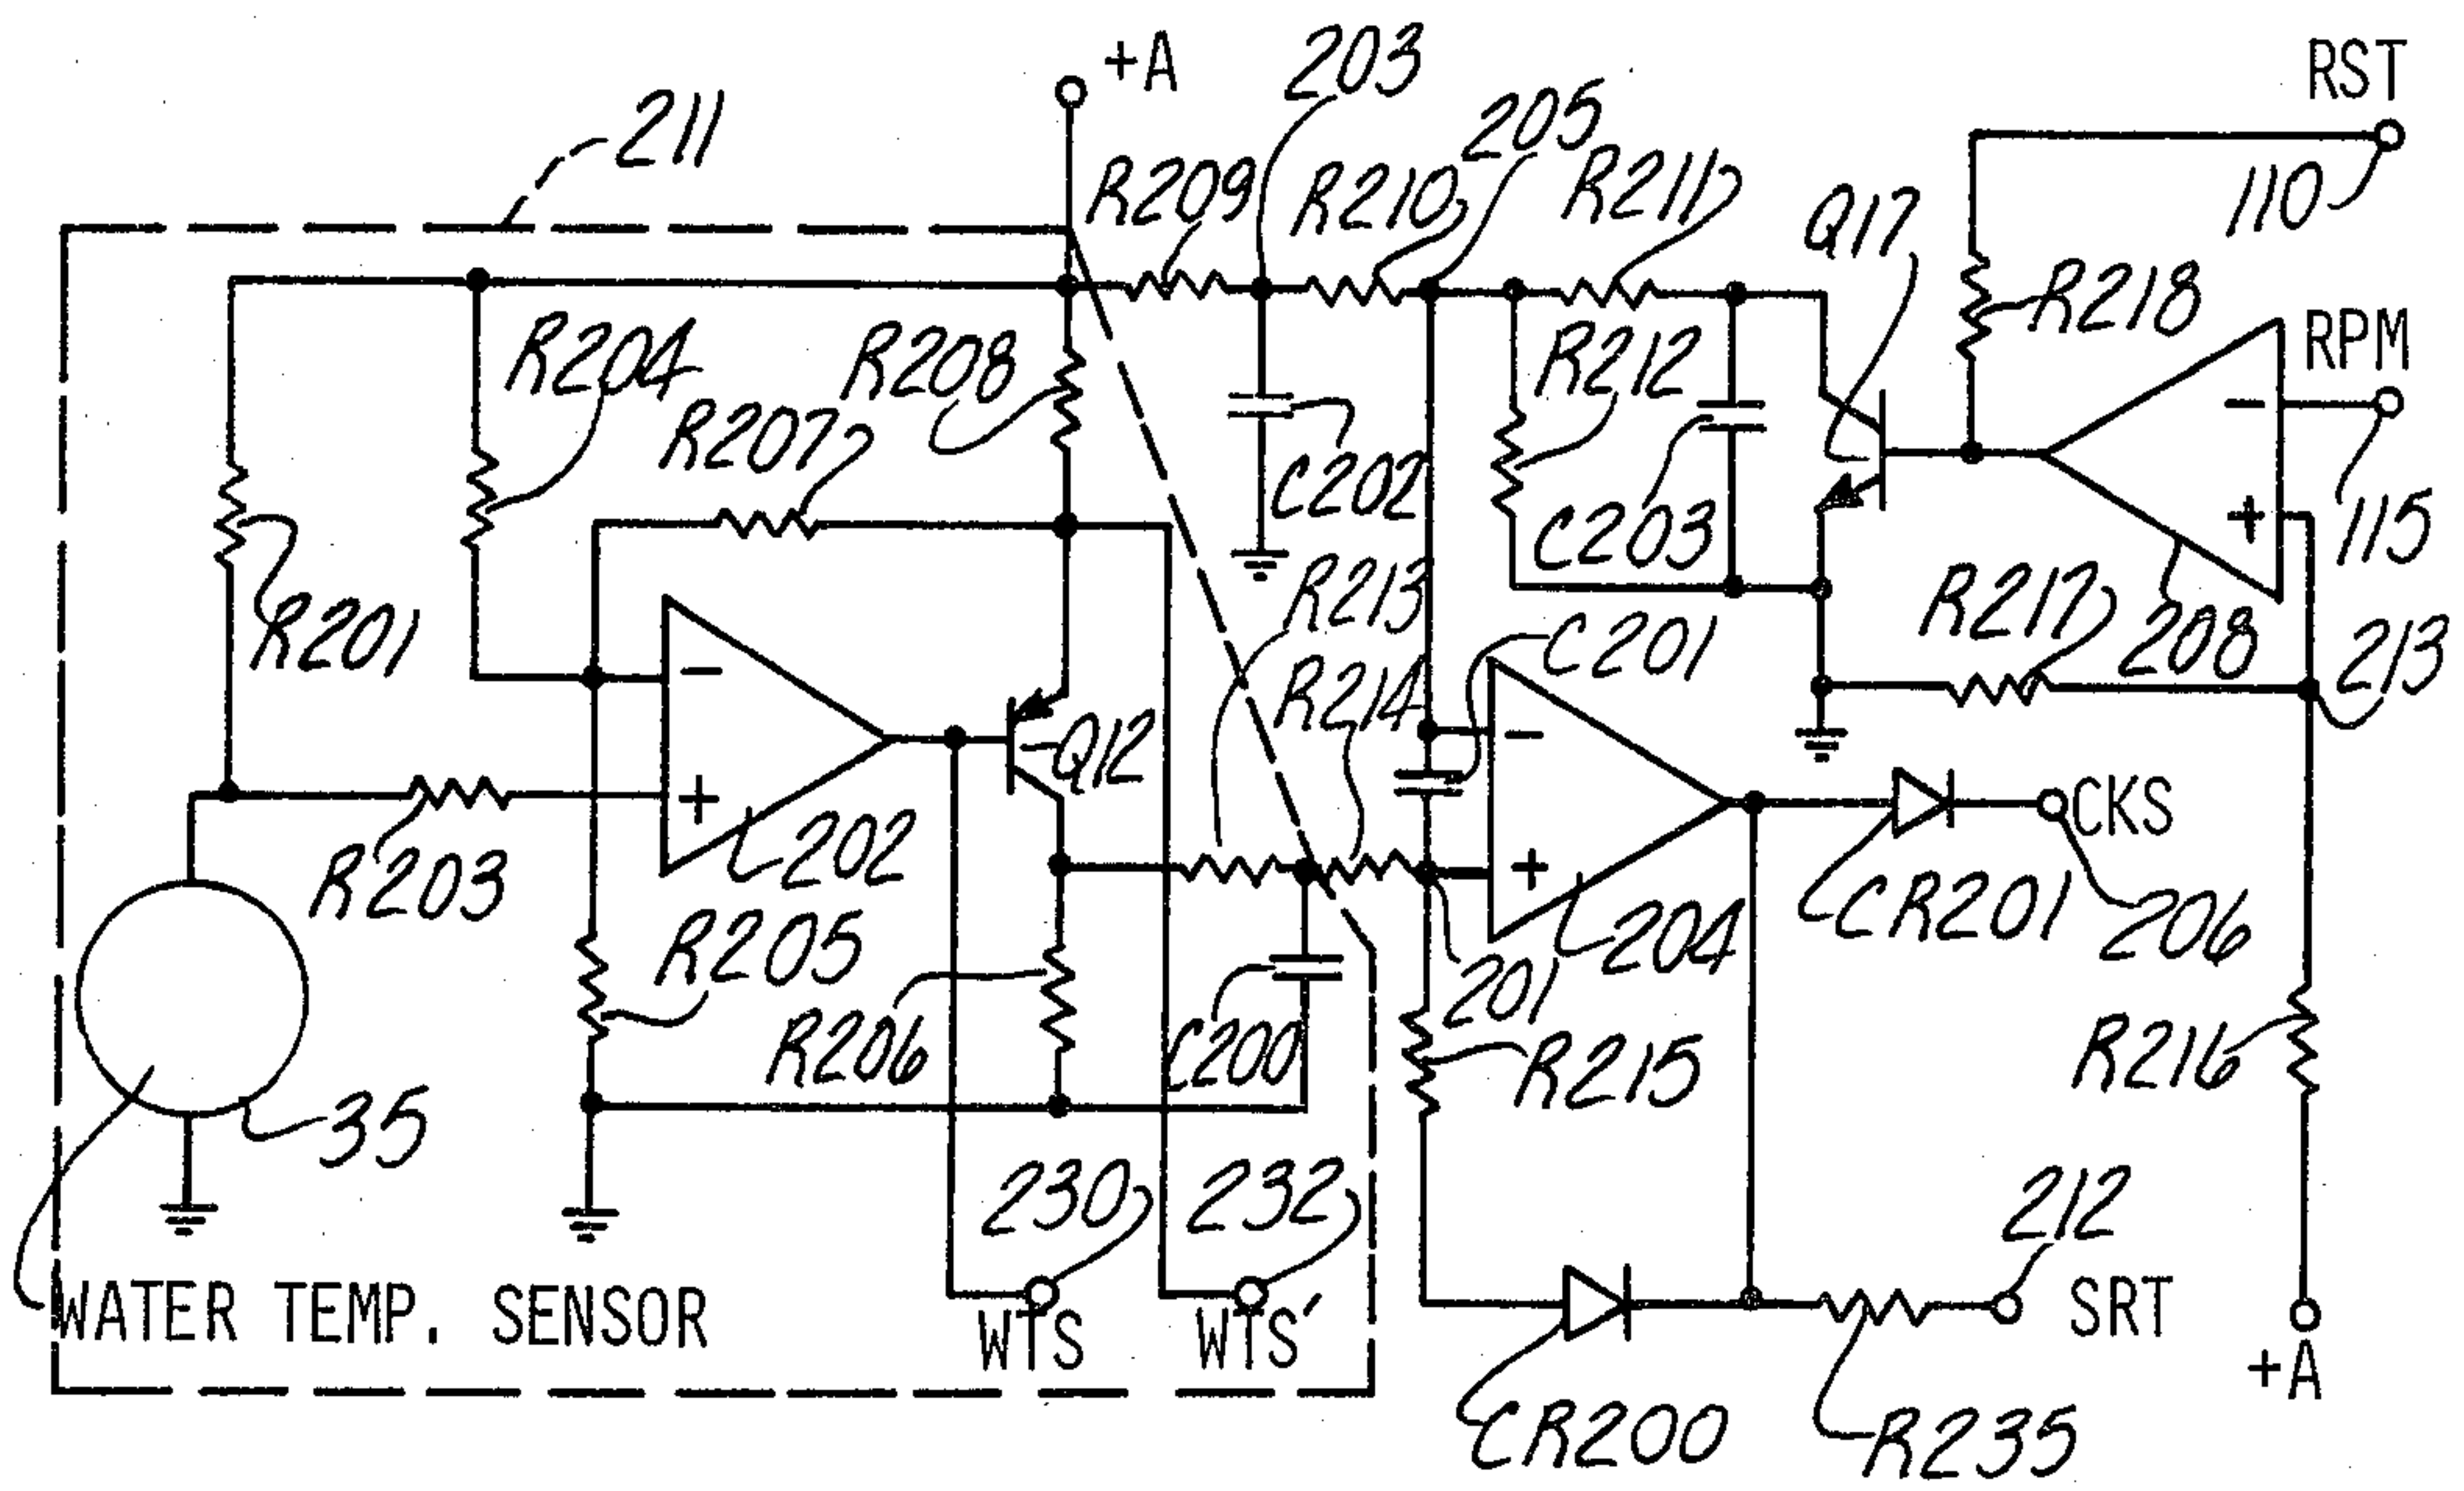 +A
203
RST
211
205
R209
R210
R211
Q17
110
R204
R208
R212
R218
RPM
R207
C202
C203
115
R201
R213
R217
208
213
R214
C201
Q12
-
-
+
-
+
-
+
R203
202
204
CR201
CKS
206
R205
201
R206
C200
R215
R216
35
230
232
212
WATER TEMP. SENSOR
WTS
WTS'
SRT
+A
CR200
R235